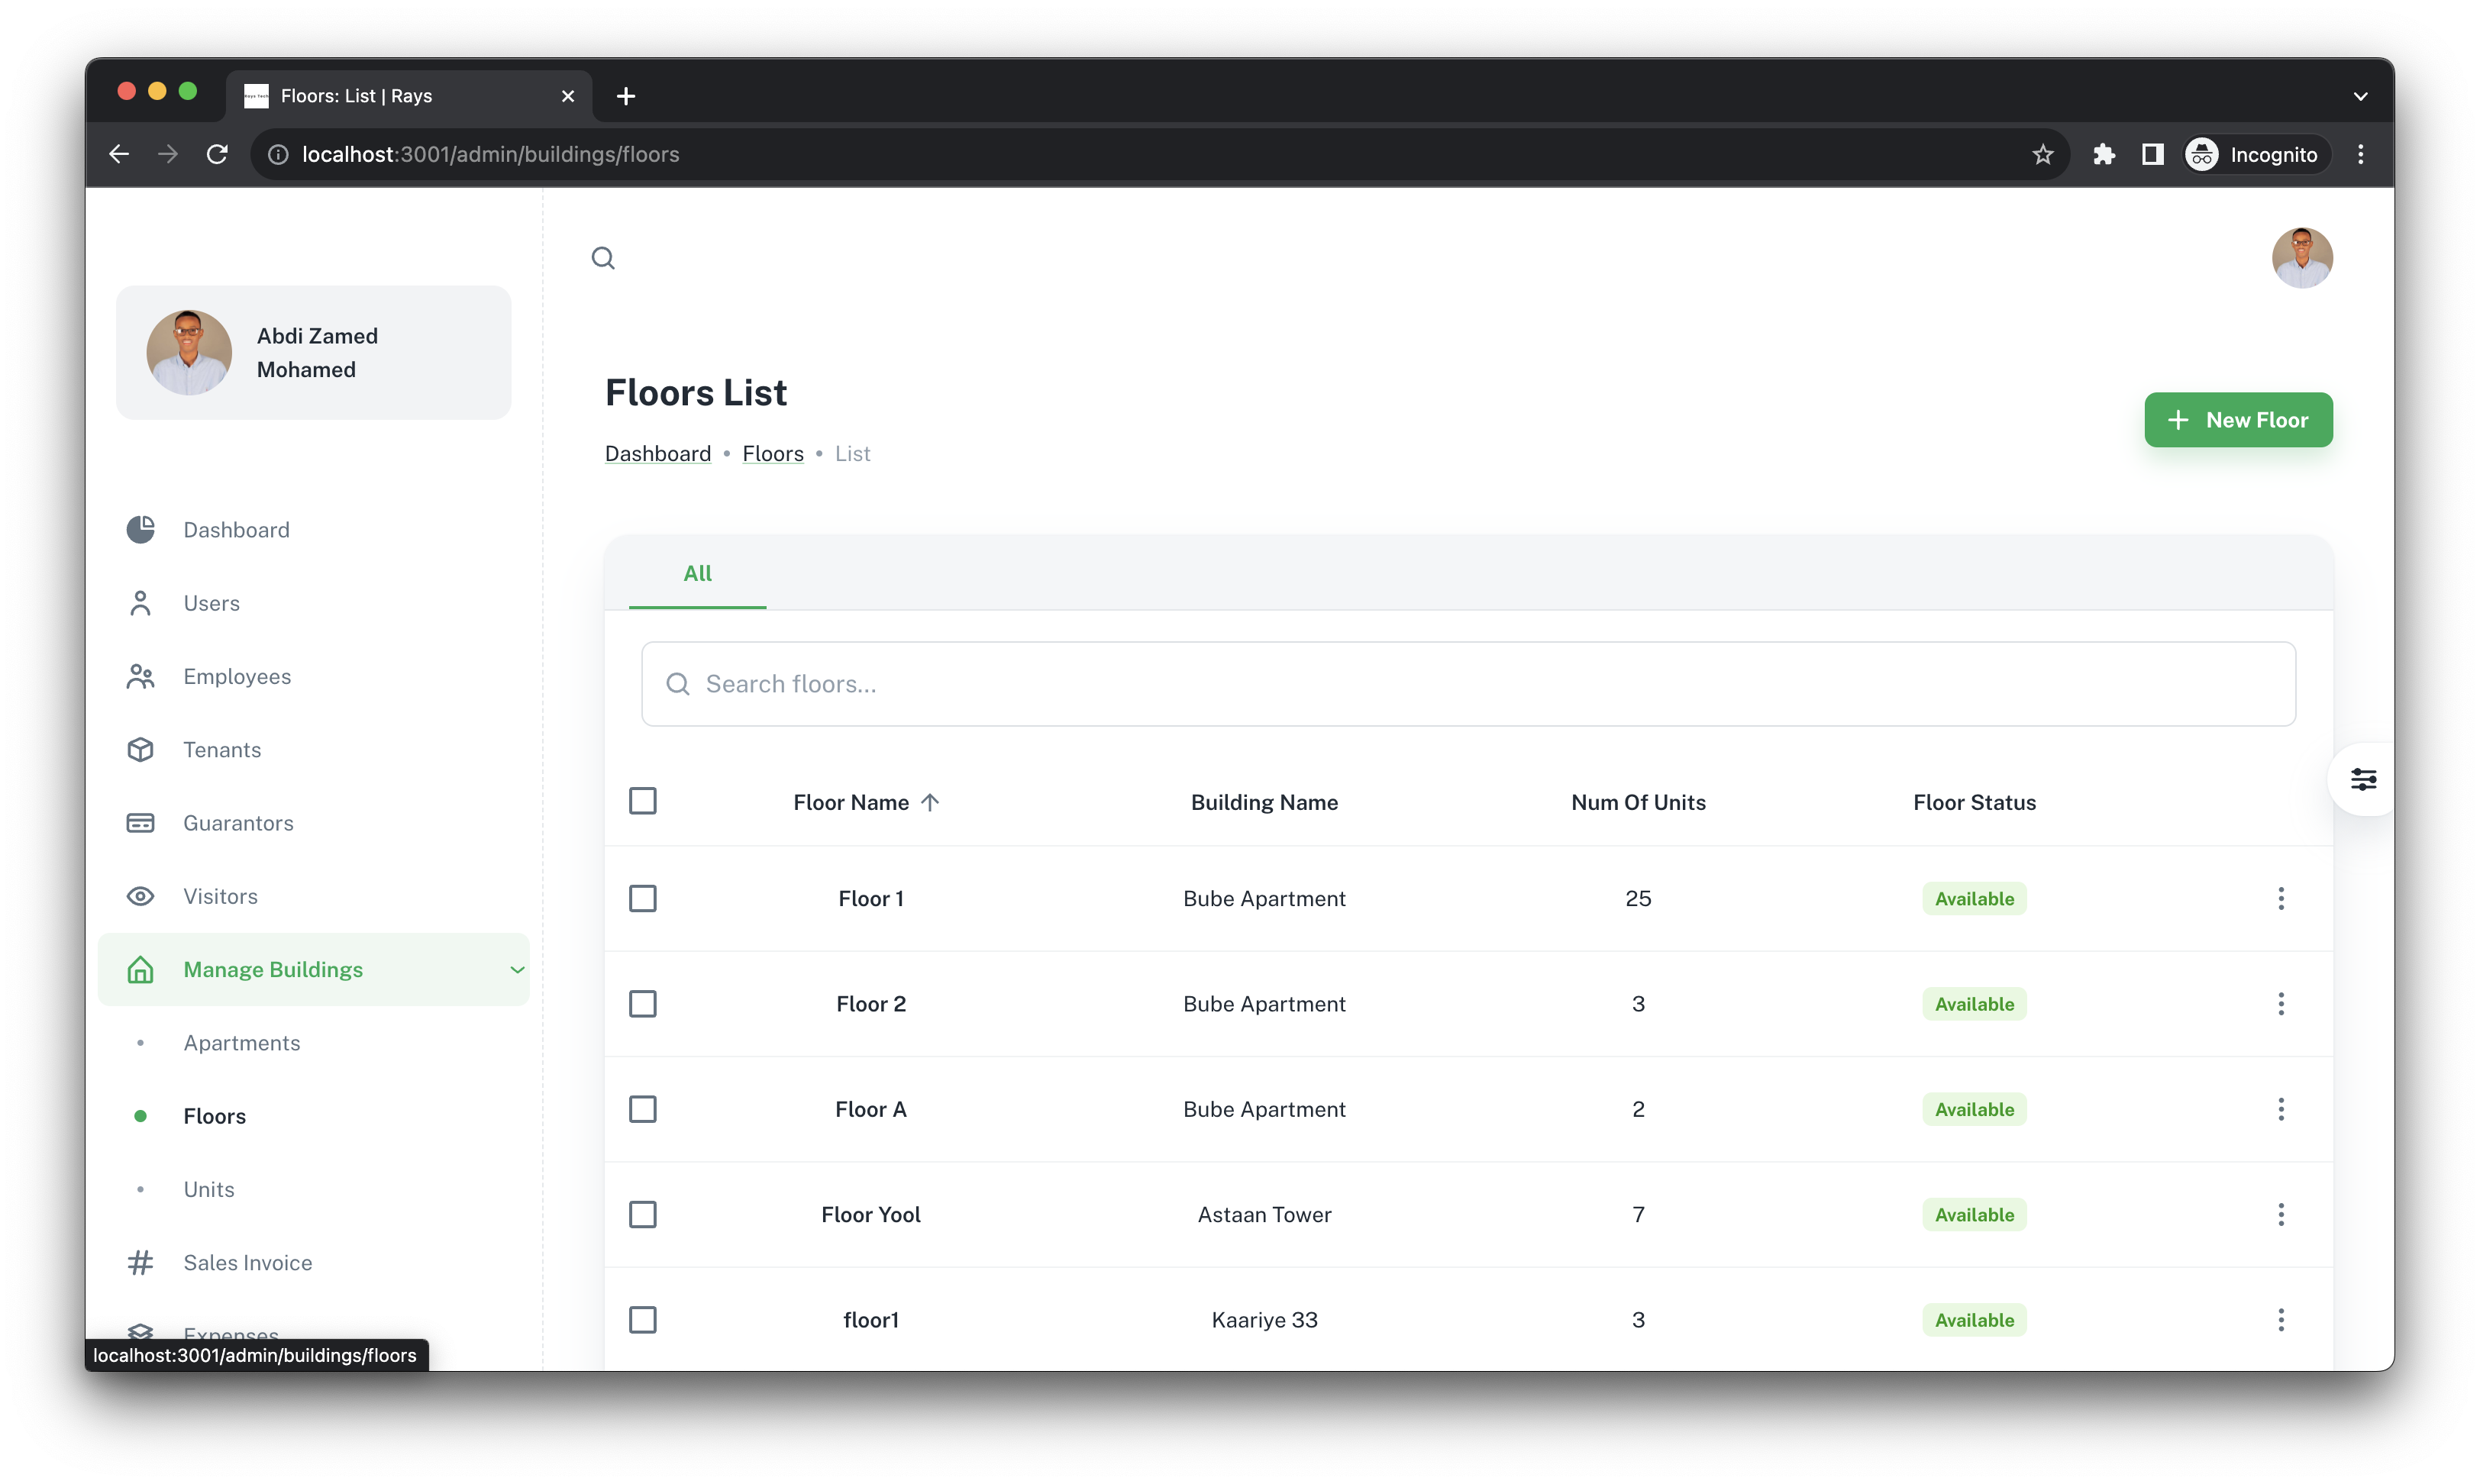 Floors: List | Rays
localhost:3001/admin/buildings/floors
Incognito
Abdi Zamed
Mohamed
Dashboard
Users
Employees
Tenants
Guarantors
Visitors
Manage Buildings
Apartments
Floors
Units
Sales Invoice
Expenses
localhost:3001/admin/buildings/floors
Floors List
Dashboard • Floors • List
New Floor
All
Search floors...
Floor Name Building Name Num Of Units Floor Status
Floor 1 Bube Apartment 25 Available
Floor 2 Bube Apartment 3 Available
Floor A Bube Apartment 2 Available
Floor Yool Astaan Tower 7 Available
floor1 Kaariye 33 3 Available